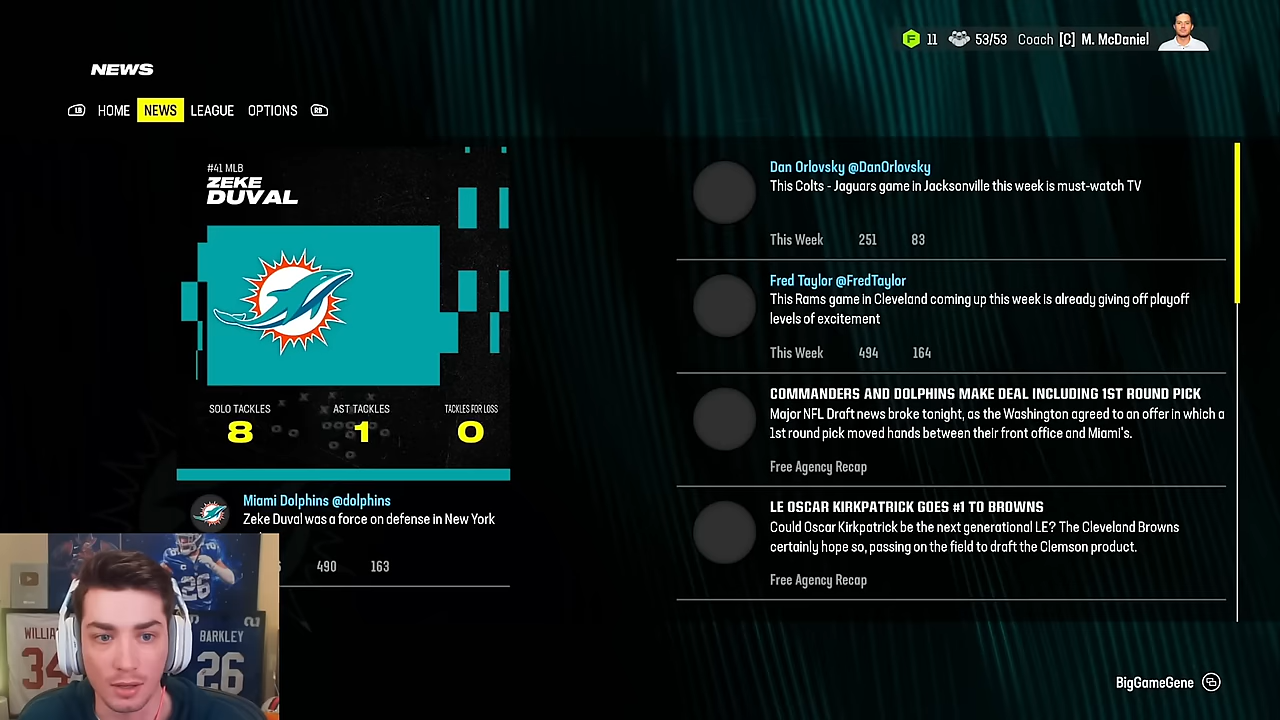 F 11 53/53 Coach [C] M. McDaniel
NEWS
LB HOME NEWS LEAGUE OPTIONS RB
#41 MLB
ZEKE
DUVAL
SOLO TACKLES AST TACKLES TACKLES FOR LOSS
8 1 0
Miami Dolphins @dolphins
Zeke Duval was a force on defense in New York
490 163
Dan Orlovsky @DanOrlovsky
This Colts - Jaguars game in Jacksonville this week is must-watch TV
This Week 251 83
Fred Taylor @FredTaylor
This Rams game in Cleveland coming up this week is already giving off playoff
levels of excitement
This Week 494 164
COMMANDERS AND DOLPHINS MAKE DEAL INCLUDING 1ST ROUND PICK
Major NFL Draft news broke tonight, as the Washington agreed to an offer in which a
1st round pick moved hands between their front office and Miami's.
Free Agency Recap
LE OSCAR KIRKPATRICK GOES #1 TO BROWNS
Could Oscar Kirkpatrick be the next generational LE? The Cleveland Browns
certainly hope so, passing on the field to draft the Clemson product.
Free Agency Recap
26
WILLIA
34
BARKLEY
26
BigGameGene